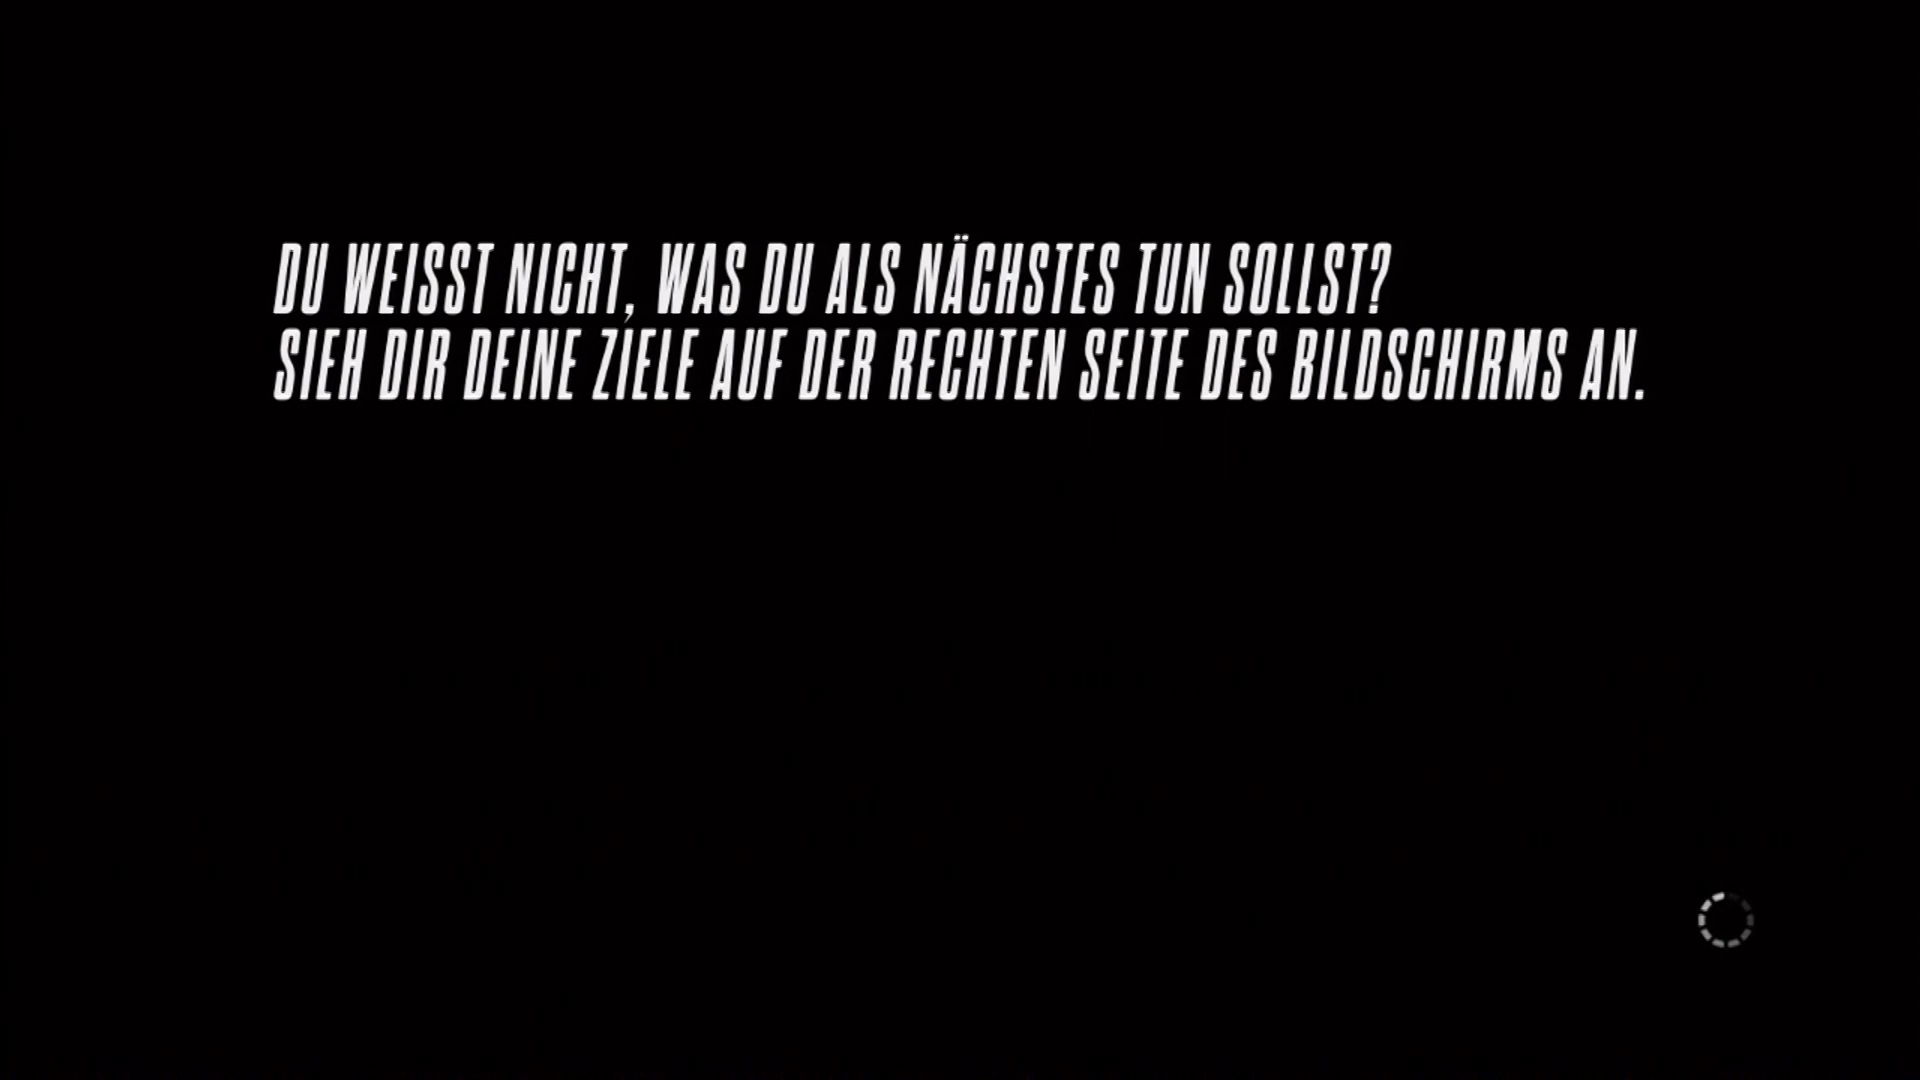 DU WEISST NICHT, WAS DU ALS NÄCHSTES TUN SOLLST?
SIEH DIR DEINE ZIELE AUF DER RECHTEN SEITE DES BILDSCHIRMS AN.